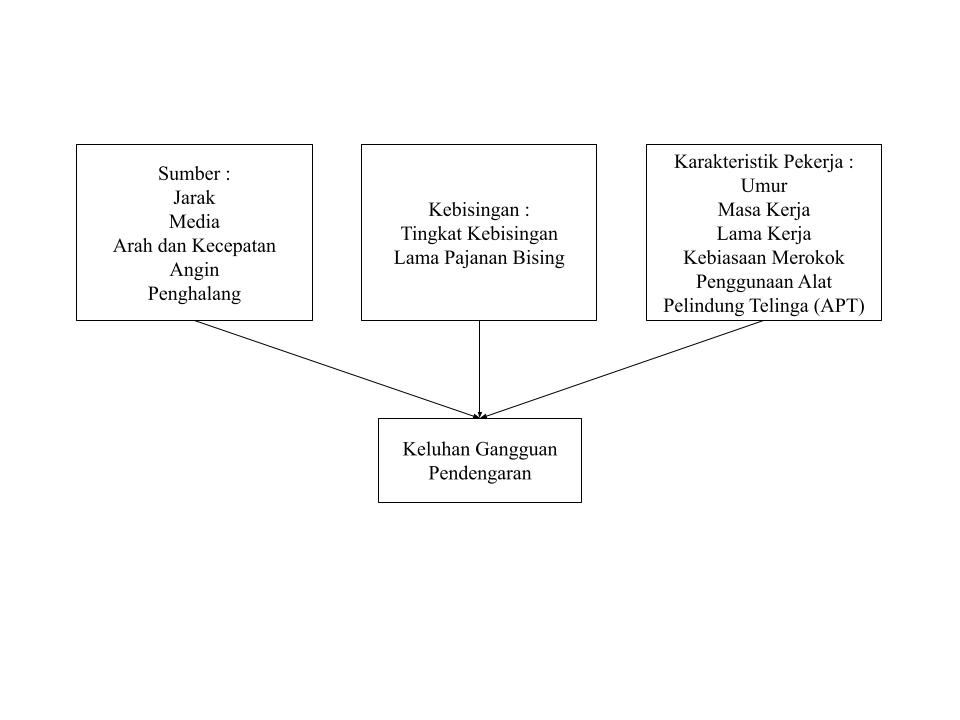 Sumber :
Jarak
Media
Arah dan Kecepatan
Angin
Penghalang
Kebisingan :
Tingkat Kebisingan
Lama Pajanan Bising
Karakteristik Pekerja :
Umur
Masa Kerja
Lama Kerja
Kebiasaan Merokok
Penggunaan Alat
Pelindung Telinga (APT)
Keluhan Gangguan
Pendengaran